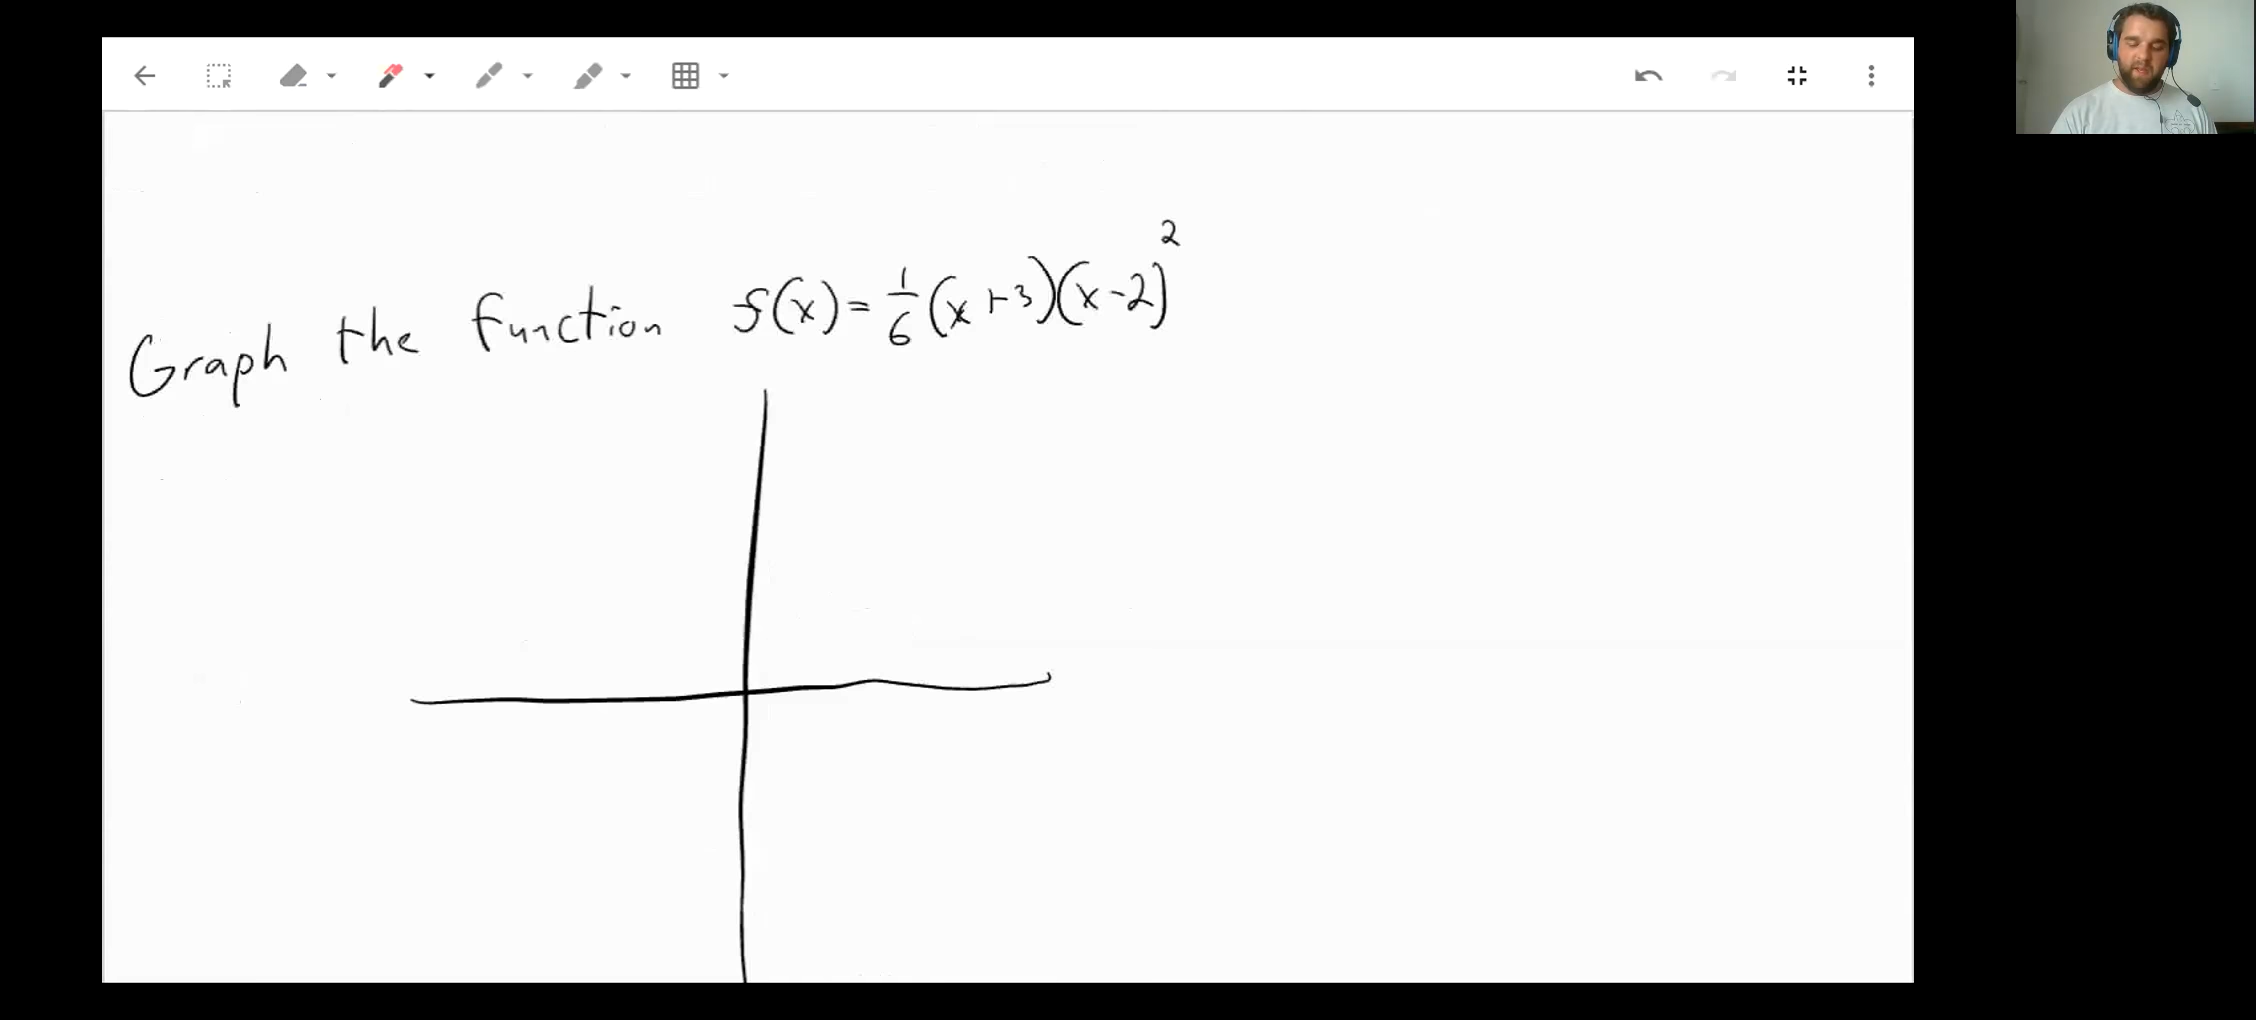 Graph the function f(x)=1/6(x+3)(x-2)²